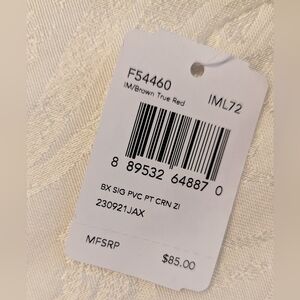 F54460
IM/Brown True Red
IML72
8 89532 64887 0
BX SIG PVC PT CRN ZI
230921JAX
MFSRP
$85.00